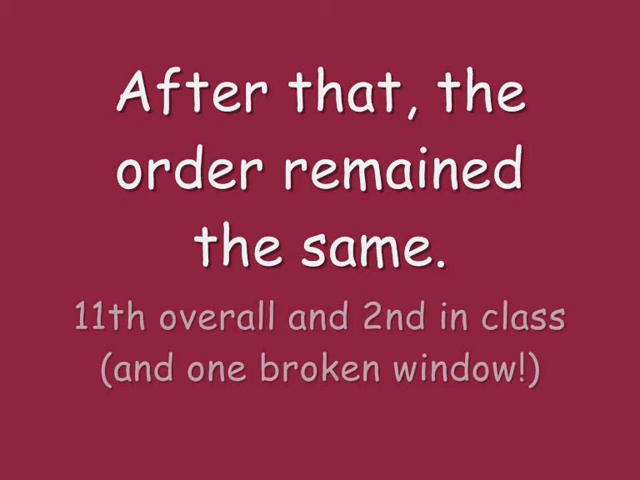 After that, the
order remained
the same.
11th overall and 2nd in class
(and one broken window!)